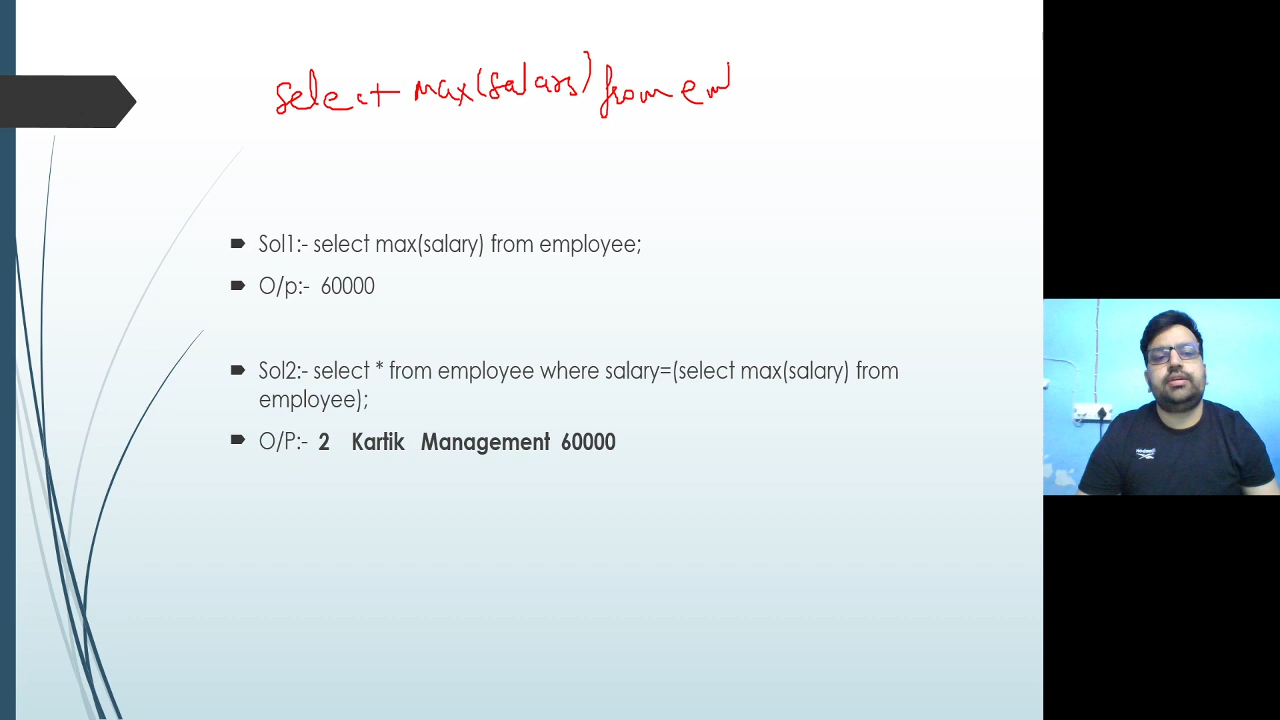 select max(salary) from em
Sol1:- select max(salary) from employee;
O/p:- 60000
Sol2:- select * from employee where salary=(select max(salary) from
employee);
O/P:- 2 Kartik Management 60000